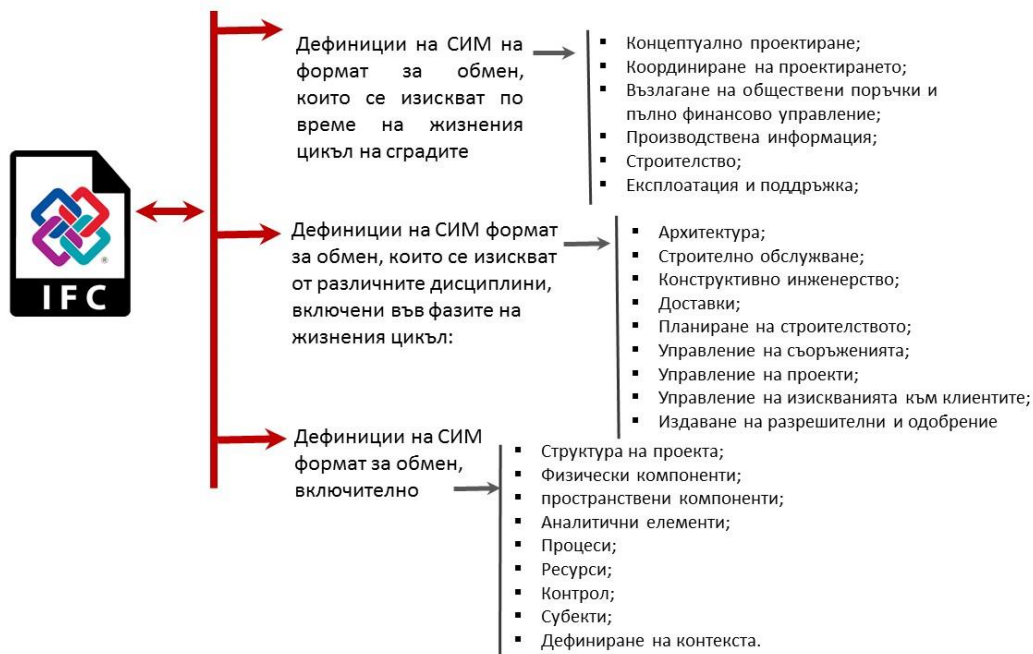 IFC
®
Дефиниции на СИМ на
формат за обмен,
които се изискват по
време на жизнения
цикъл на сградите
▪ Концептуално проектиране;
▪ Координиране на проектирането;
▪ Възлагане на обществени поръчки и
пълно финансово управление;
▪ Производствена информация;
▪ Строителство;
▪ Експлоатация и поддръжка;
Дефиниции на СИМ формат
за обмен, които се изискват
от различните дисциплини,
включени във фазите на
жизнения цикъл:
▪ Архитектура;
▪ Строително обслужване;
▪ Конструктивно инженерство;
▪ Доставки;
▪ Планиране на строителството;
▪ Управление на съоръженията;
▪ Управление на проекти;
▪ Управление на изискванията към клиентите;
▪ Издаване на разрешителни и одобрение
Дефиниции на СИМ
формат за обмен,
включително
▪ Структура на проекта;
▪ Физически компоненти;
▪ пространствени компоненти;
▪ Аналитични елементи;
▪ Процеси;
▪ Ресурси;
▪ Контрол;
▪ Субекти;
▪ Дефиниране на контекста.